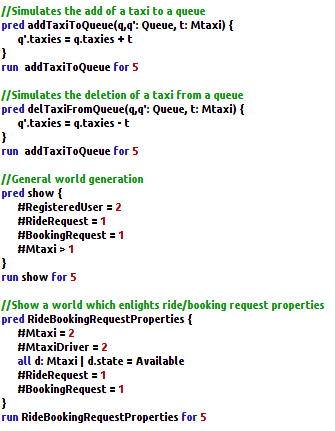 //Simulates the add of a taxi to a queue
pred addTaxiToQueue(q,q': Queue, t: Mtaxi) {
q'.taxies = q.taxies + t
}
run addTaxiToQueue for 5
//Simulates the deletion of a taxi from a queue
pred delTaxiFromQueue(q,q': Queue, t: Mtaxi) {
q'.taxies = q.taxies - t
}
run addTaxiToQueue for 5
//General world generation
pred show {
#RegisteredUser = 2
#RideRequest = 1
#BookingRequest = 1
#Mtaxi > 1
}
run show for 5
//Show a world which enlights ride/booking request properties
pred RideBookingRequestProperties {
#Mtaxi = 2
#MtaxiDriver = 2
all d: Mtaxi | d.state = Available
#RideRequest = 1
#BookingRequest = 1
}
run RideBookingRequestProperties for 5